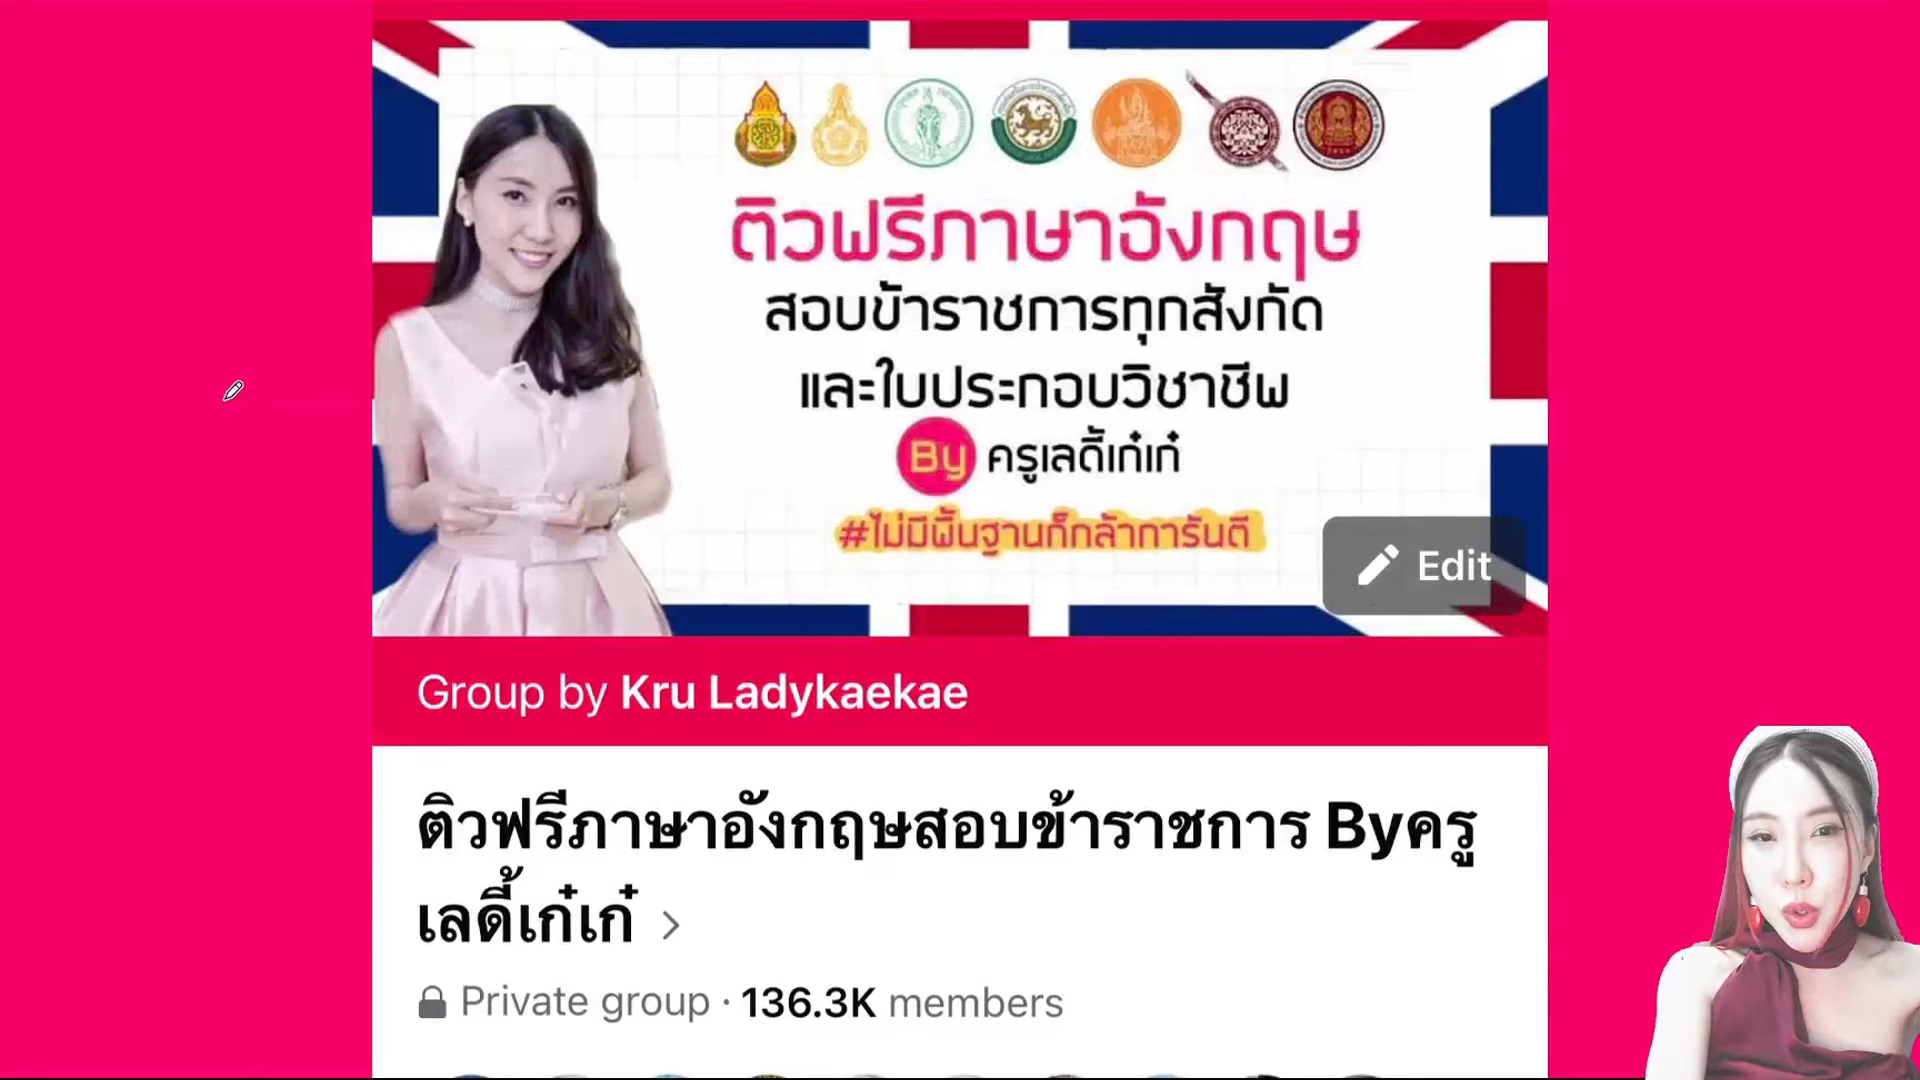 ติวฟรีภาษาอังกฤษ
สอบข้าราชการทุกสังกัด
และใบประกอบวิชาชีพ
By ครูเลดี้เก๋เก๋
#ไม่มีพื้นฐานก็กล้าการันตี
Edit
Group by Kru Ladykaekae
ติวฟรีภาษาอังกฤษสอบข้าราชการ Byครู
เลดี้เก๋เก๋ >
Private group · 136.3K members